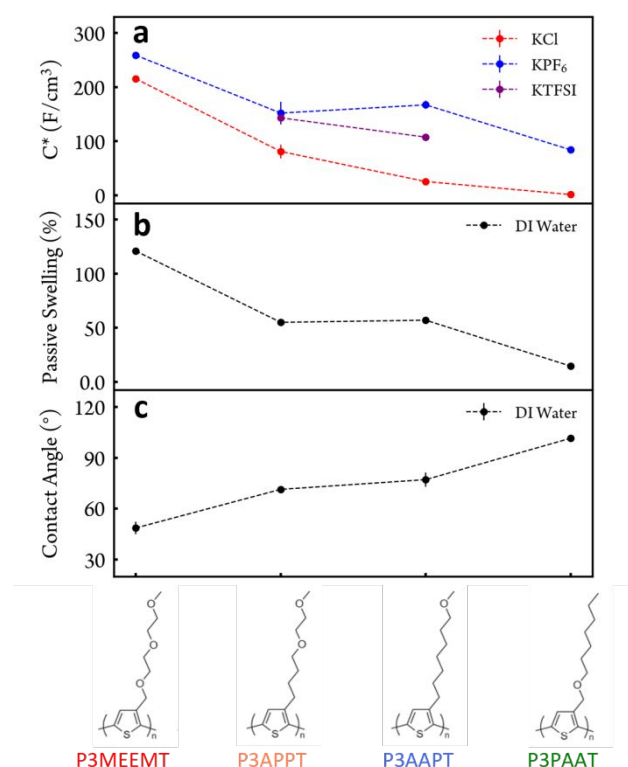 a
300
200
100
0
C* (F/cm³)
KCl
KPF₆
KTFSI
b
150
100
50
0.0
Passive Swelling (%)
DI Water
c
120
90
60
30
Contact Angle (°)
DI Water
O
O
O
S
n
O
O
S
n
O
S
n
O
S
n
P3MEEMT P3APPT P3AAPT P3PAAT